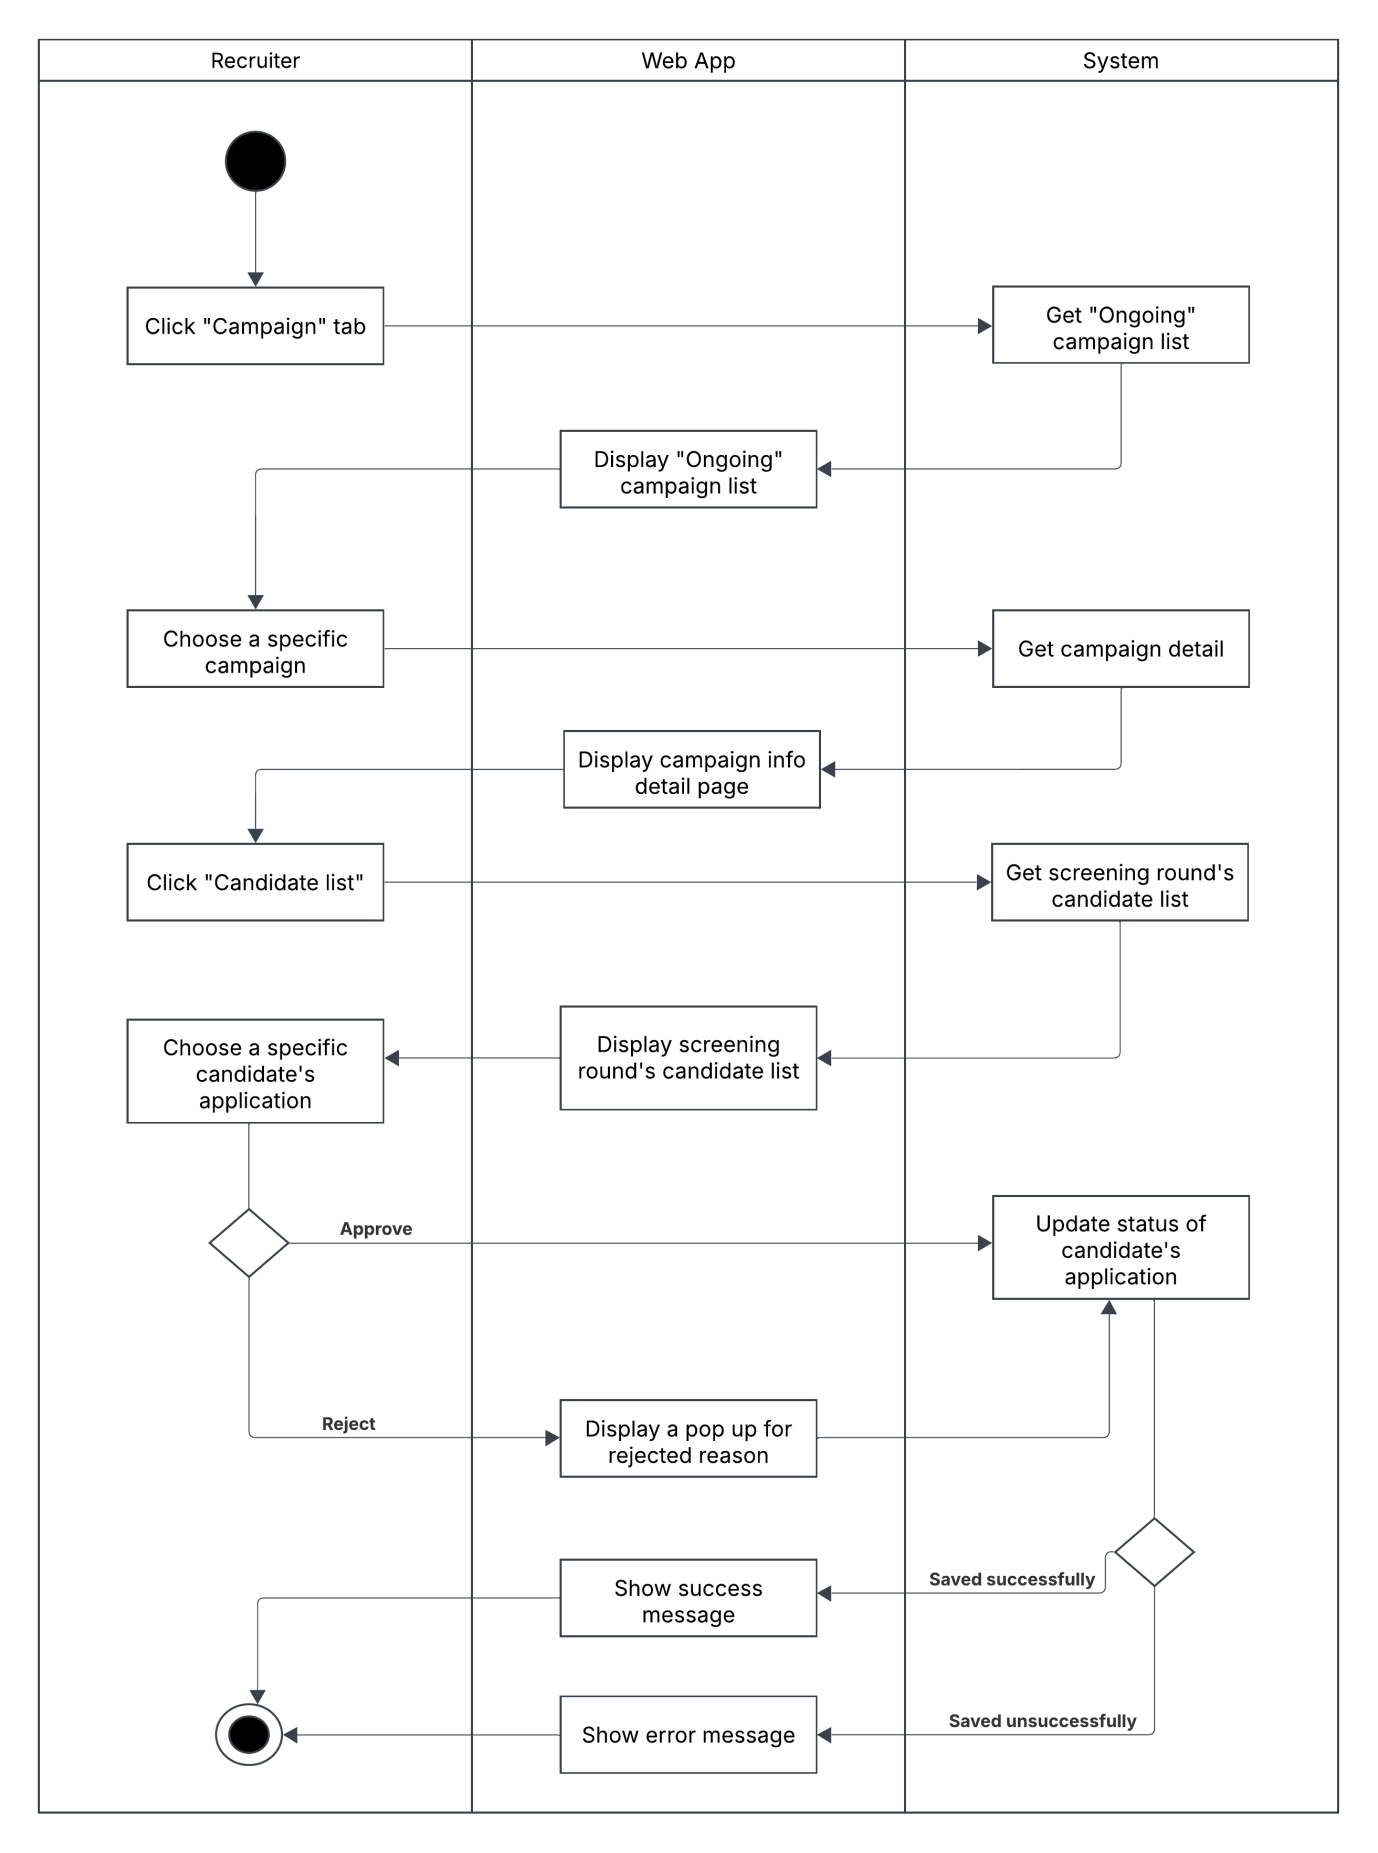 Recruiter
Web App
System
Click "Campaign" tab
Get "Ongoing"
campaign list
Display "Ongoing"
campaign list
Choose a specific
campaign
Get campaign detail
Display campaign info
detail page
Click "Candidate list"
Get screening round's
candidate list
Display screening
round's candidate list
Choose a specific
candidate's
application
Approve
Update status of
candidate's
application
Reject
Display a pop up for
rejected reason
Saved successfully
Show success
message
Saved unsuccessfully
Show error message